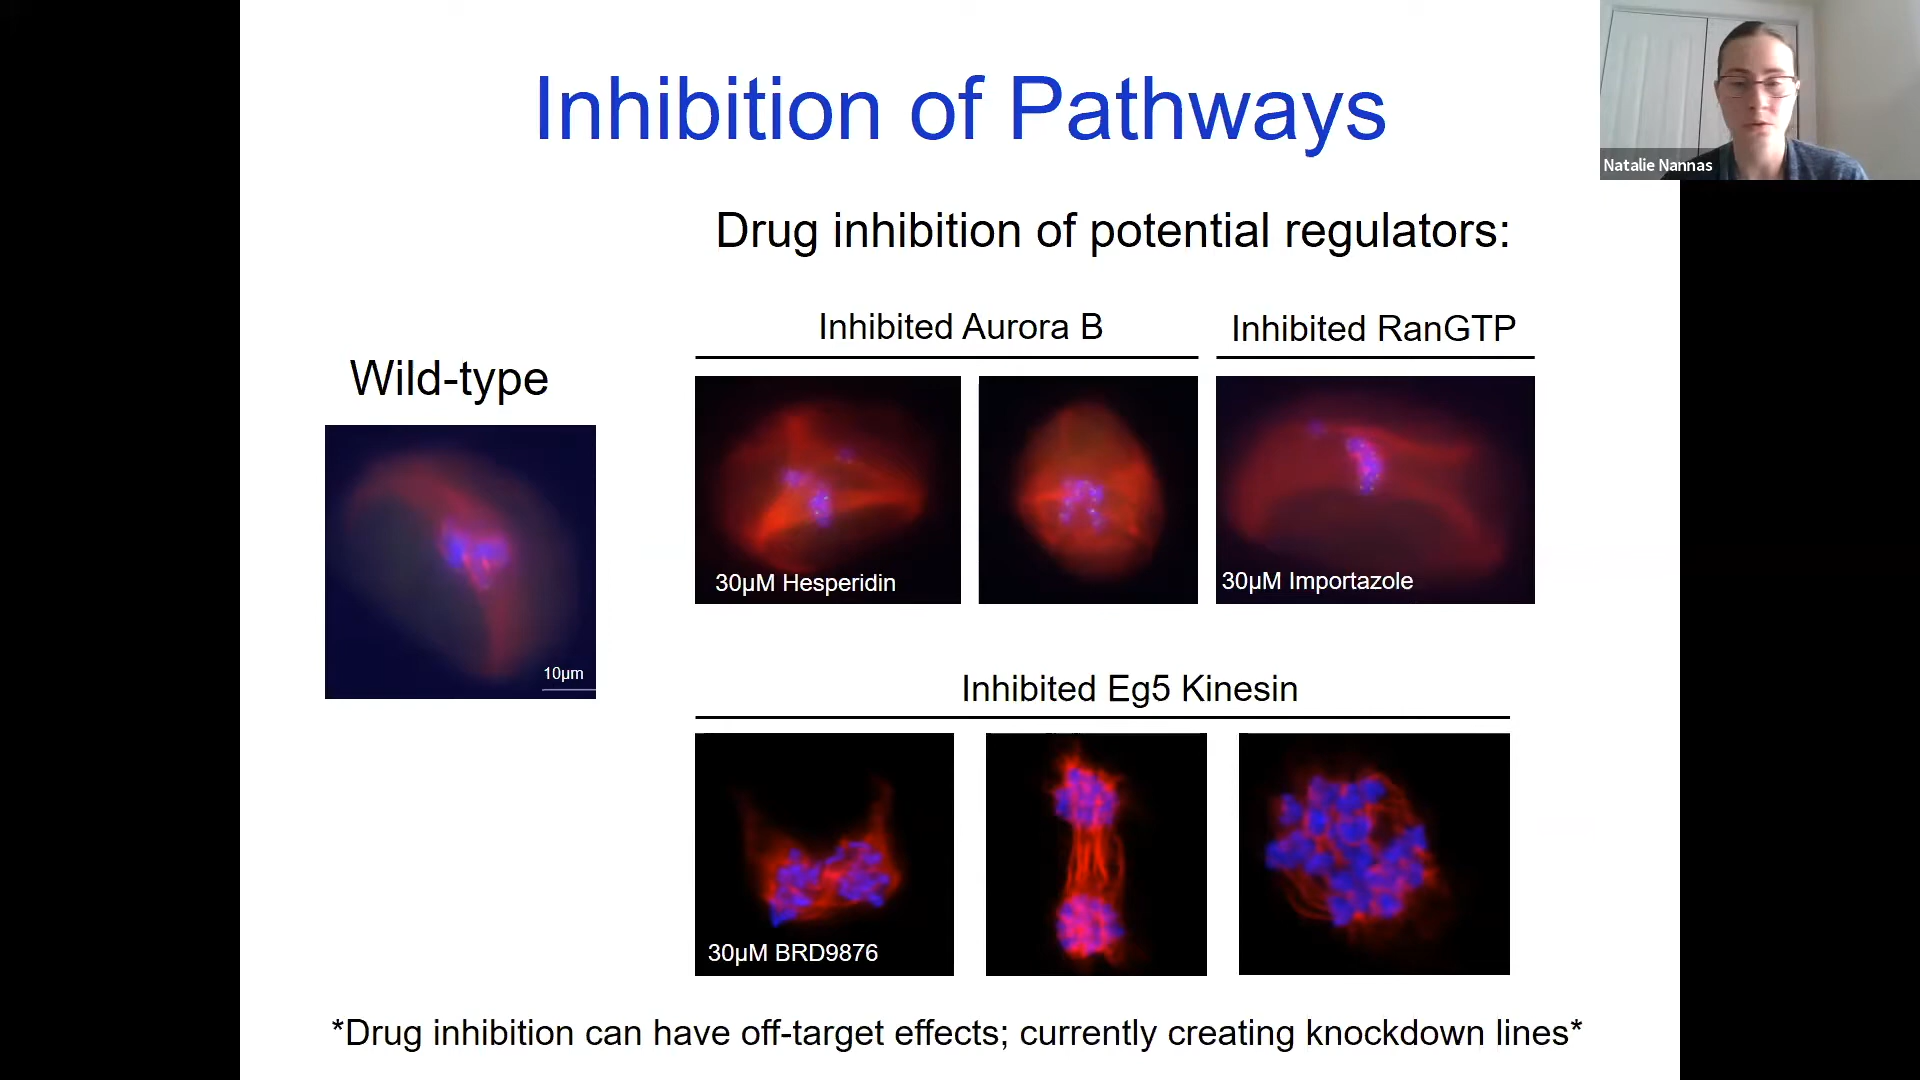 Inhibition of Pathways
Natalie Nannas
Drug inhibition of potential regulators:
Inhibited Aurora B
Inhibited RanGTP
Wild-type
30µM Hesperidin
30µM Importazole
10µm
Inhibited Eg5 Kinesin
30µM BRD9876
*Drug inhibition can have off-target effects; currently creating knockdown lines*